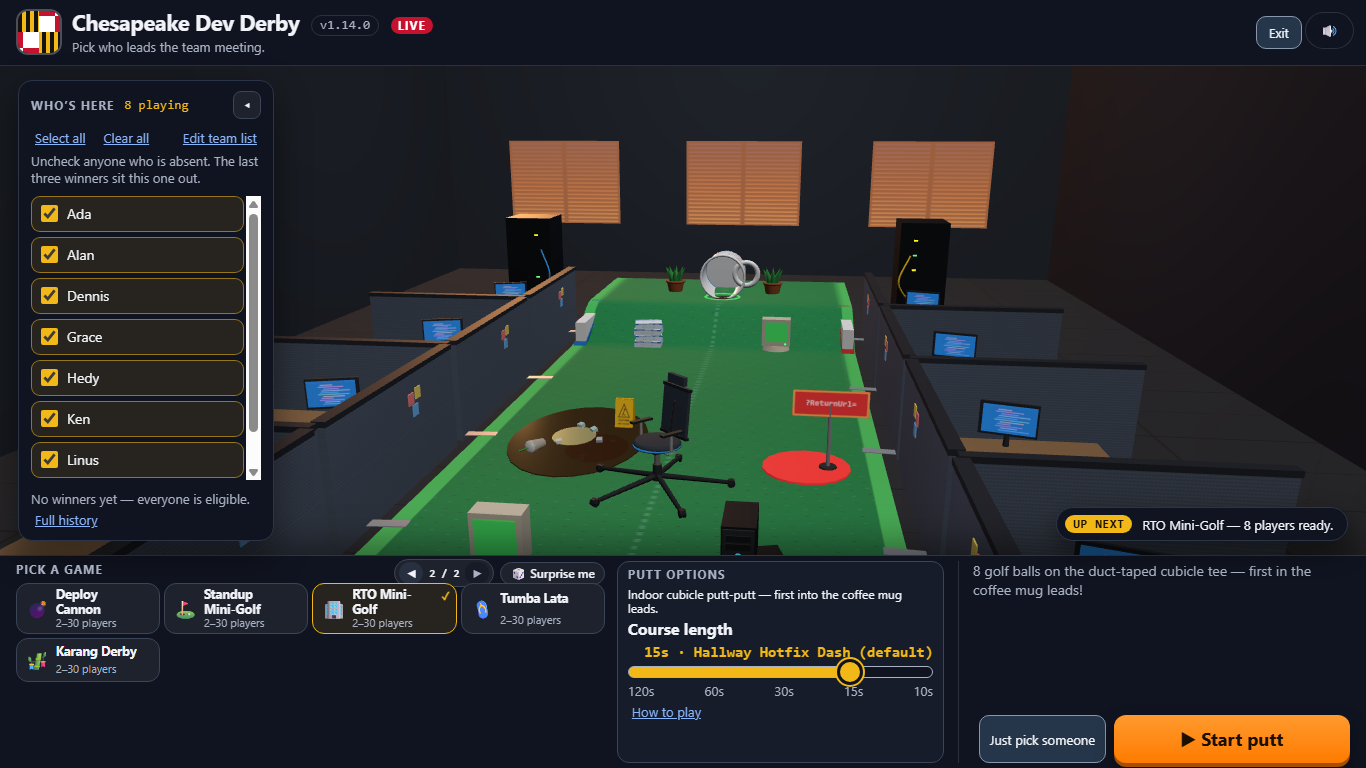 Chesapeake Dev Derby
v1.14.0
LIVE
Pick who leads the team meeting.
Exit
WHO'S HERE
8 playing
Select all
Clear all
Edit team list
Uncheck anyone who is absent. The last
three winners sit this one out.
Ada
Alan
Dennis
Grace
Hedy
Ken
Linus
No winners yet — everyone is eligible.
Full history
?ReturnUrl=
UP NEXT
RTO Mini-Golf — 8 players ready.
PICK A GAME
2 / 2
Surprise me
Deploy
Cannon
2–30 players
Standup
Mini-Golf
2–30 players
RTO Mini-
Golf
2–30 players
Tumba Lata
2–30 players
Karang Derby
2–30 players
PUTT OPTIONS
Indoor cubicle putt-putt — first into the coffee mug
leads.
Course length
15s · Hallway Hotfix Dash (default)
120s
60s
30s
15s
10s
How to play
8 golf balls on the duct-taped cubicle tee — first in the
coffee mug leads!
Just pick someone
Start putt